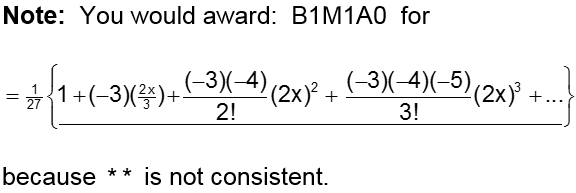 Note: You would award: B1M1A0 for
= 1/27 {1 + (–3)(2x/3) + (–3)(–4)/2! (2x)² + (–3)(–4)(–5)/3! (2x)³ + ...}
because ** is not consistent.